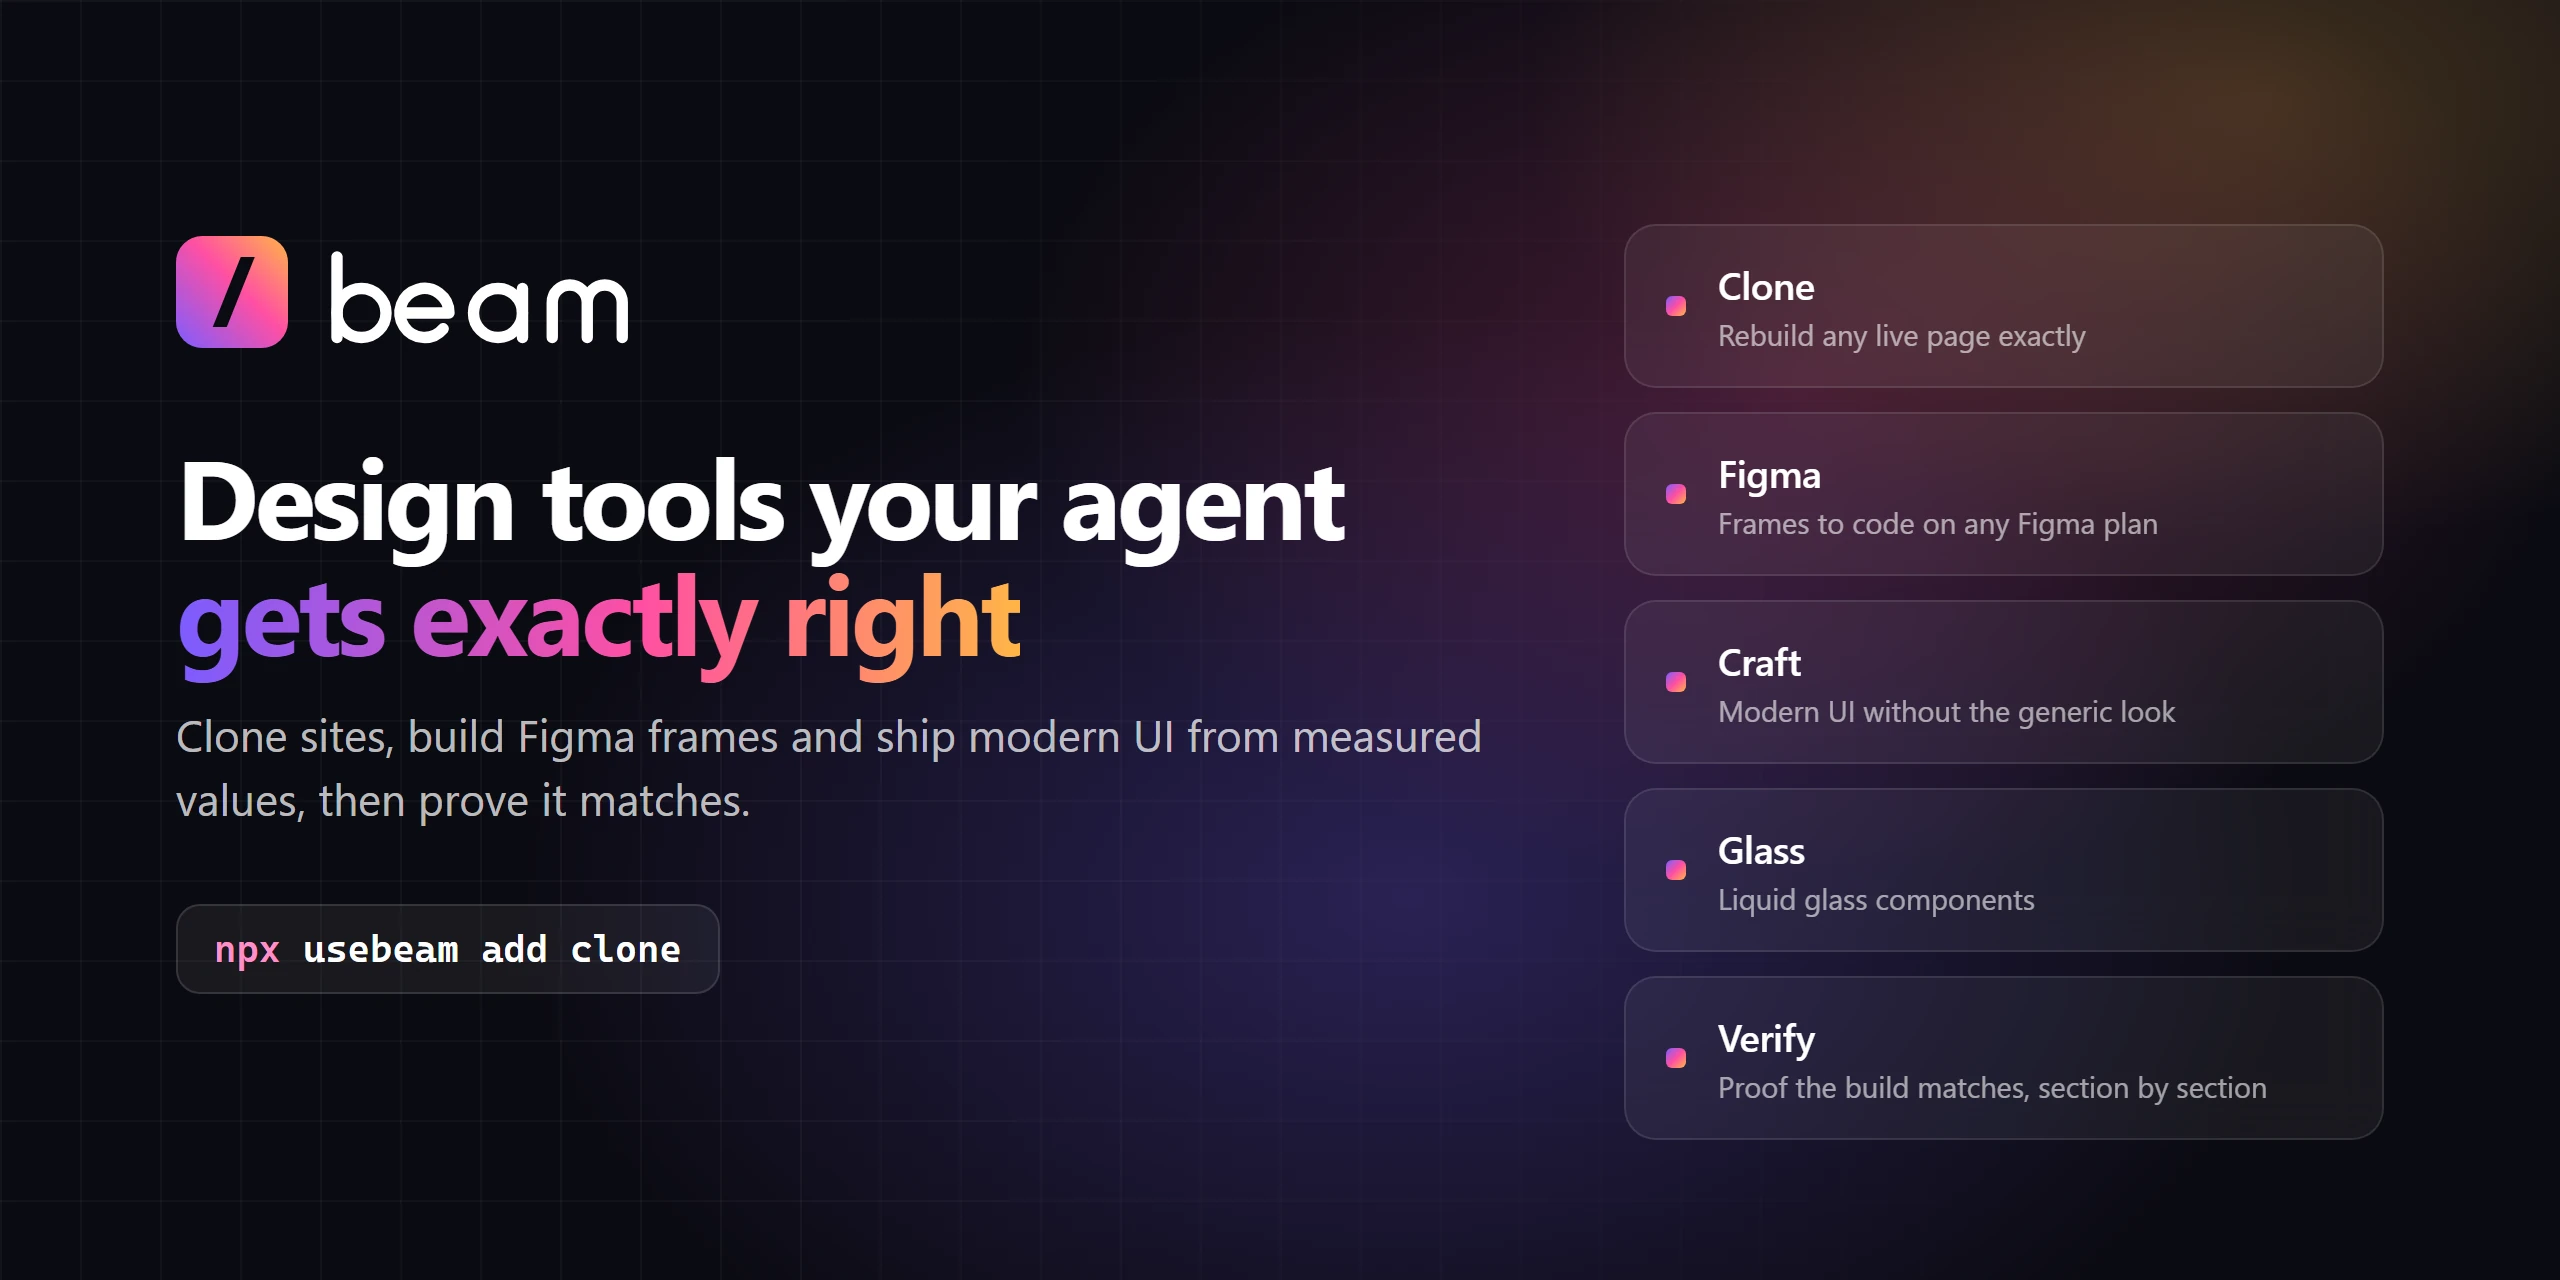 / beam
Design tools your agent
gets exactly right
Clone sites, build Figma frames and ship modern UI from measured
values, then prove it matches.
npx usebeam add clone
Clone
Rebuild any live page exactly
Figma
Frames to code on any Figma plan
Craft
Modern UI without the generic look
Glass
Liquid glass components
Verify
Proof the build matches, section by section